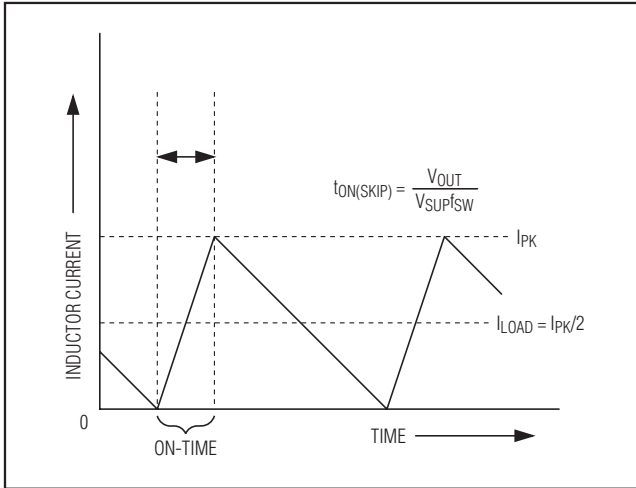 INDUCTOR CURRENT
tON(SKIP) = VOUT
VSUPfSW
IPK
ILOAD = IPK/2
0
ON-TIME
TIME